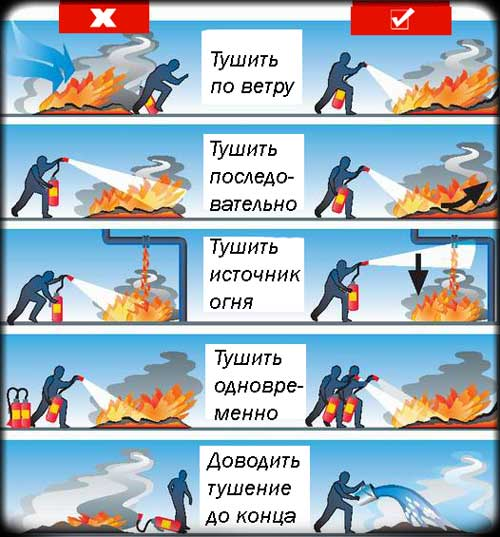 Тушить
по ветру
Тушить
последо-
вательно
Тушить
источник
огня
Тушить
одновре-
менно
Доводить
тушение
до конца